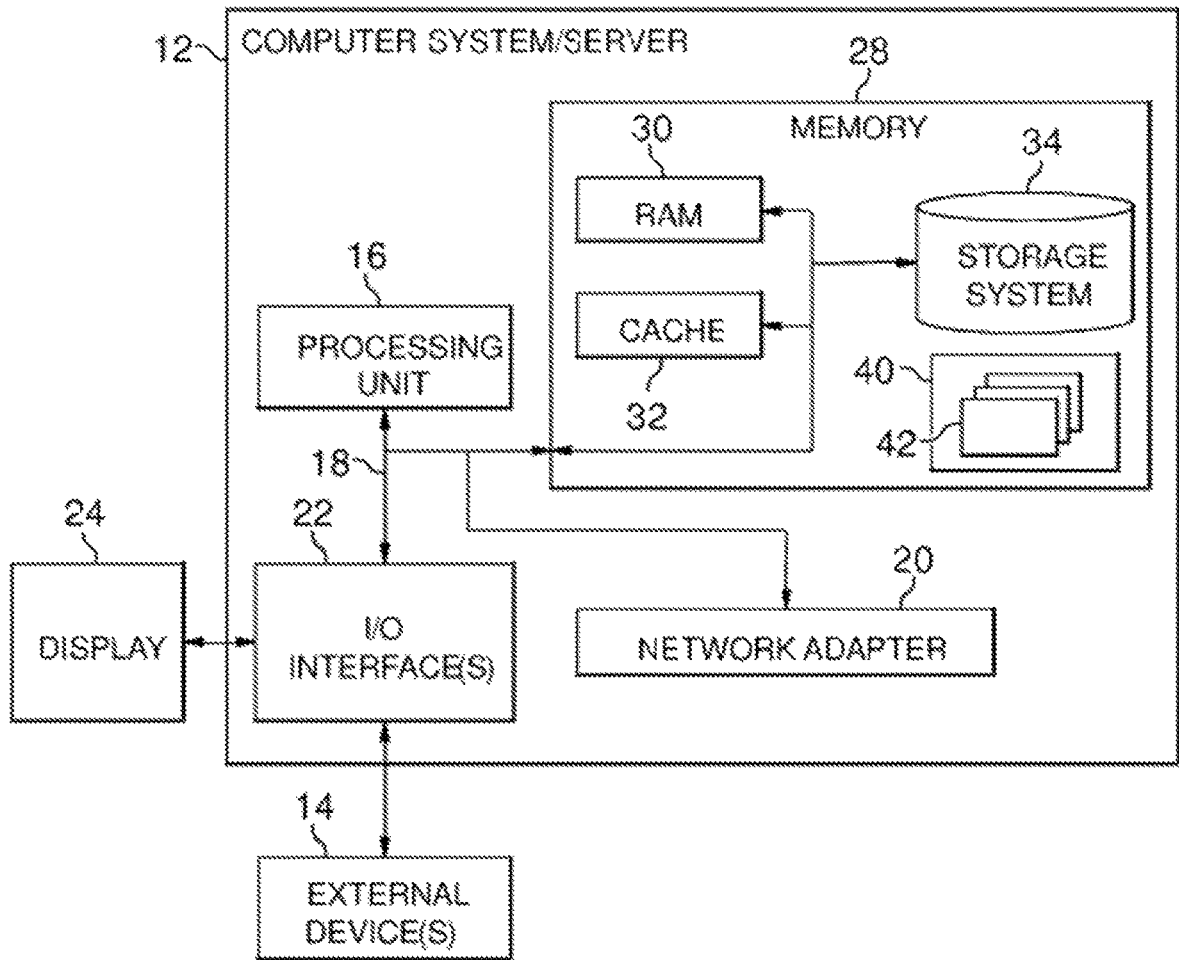 12
COMPUTER SYSTEM/SERVER
28
MEMORY
30
RAM
34
STORAGE
SYSTEM
16
PROCESSING
UNIT
CACHE
32
40
42
18
24
DISPLAY
22
I/O
INTERFACE(S)
20
NETWORK ADAPTER
14
EXTERNAL
DEVICE(S)